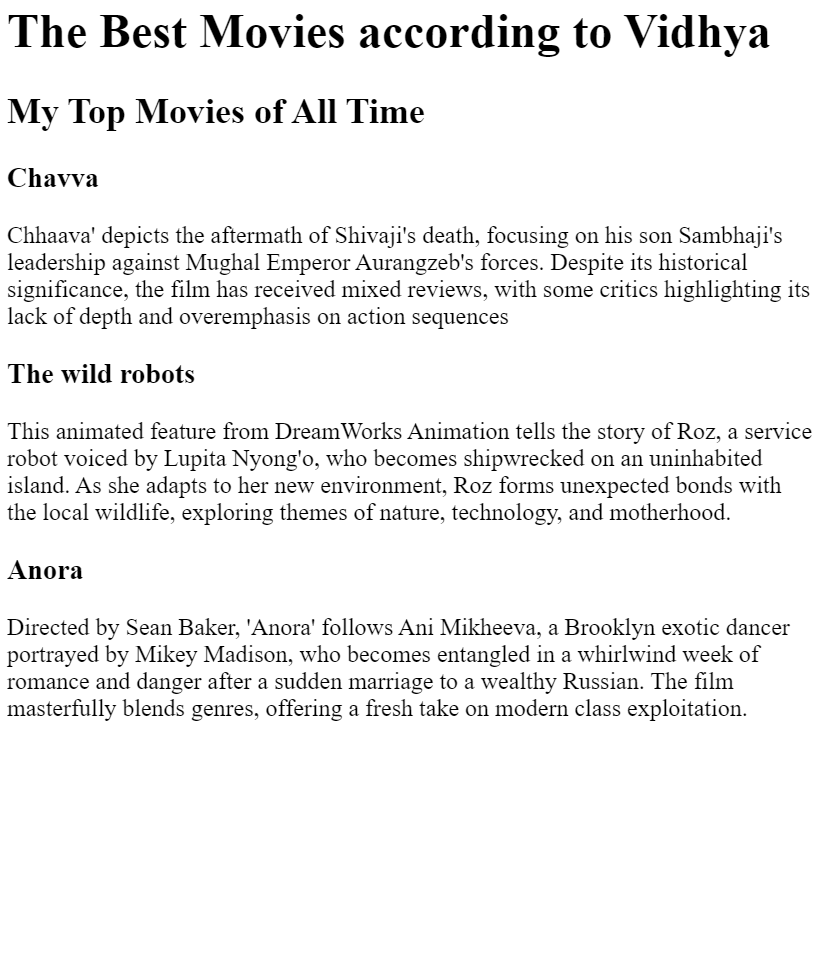 The Best Movies according to Vidhya
My Top Movies of All Time
Chavva
Chhaava' depicts the aftermath of Shivaji's death, focusing on his son Sambhaji's
leadership against Mughal Emperor Aurangzeb's forces. Despite its historical
significance, the film has received mixed reviews, with some critics highlighting its
lack of depth and overemphasis on action sequences
The wild robots
This animated feature from DreamWorks Animation tells the story of Roz, a service
robot voiced by Lupita Nyong'o, who becomes shipwrecked on an uninhabited
island. As she adapts to her new environment, Roz forms unexpected bonds with
the local wildlife, exploring themes of nature, technology, and motherhood.
Anora
Directed by Sean Baker, 'Anora' follows Ani Mikheeva, a Brooklyn exotic dancer
portrayed by Mikey Madison, who becomes entangled in a whirlwind week of
romance and danger after a sudden marriage to a wealthy Russian. The film
masterfully blends genres, offering a fresh take on modern class exploitation.